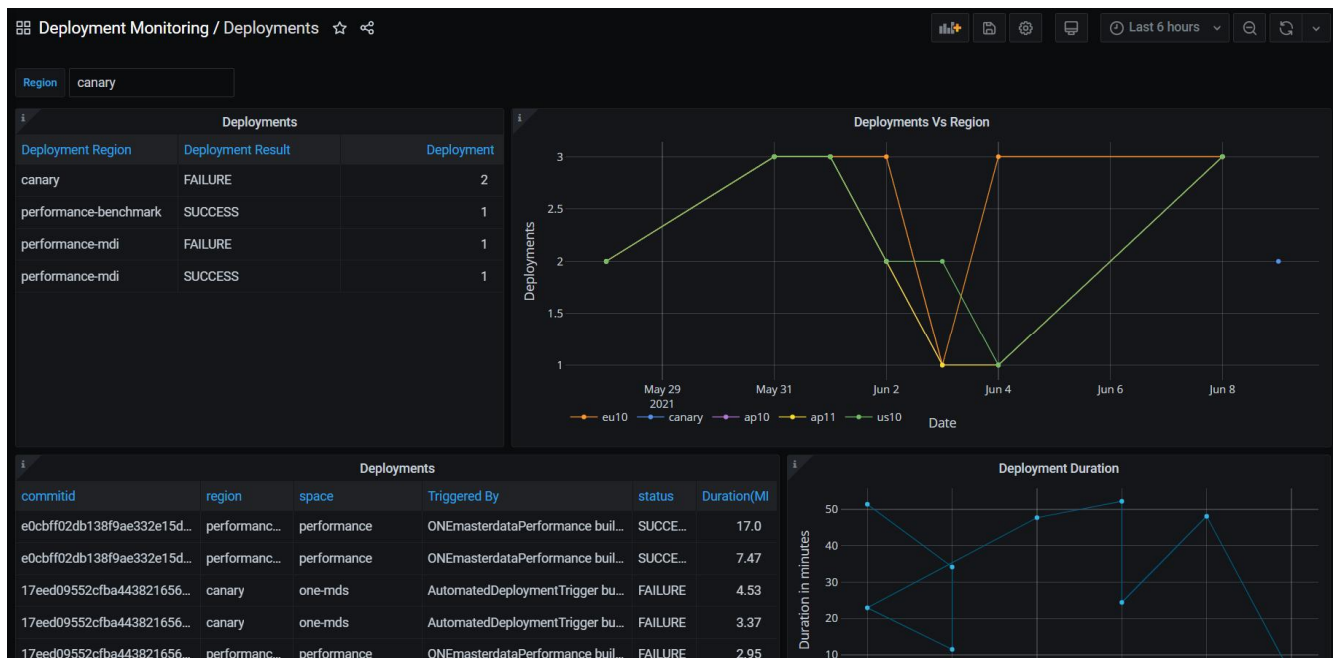 Deployment Monitoring / Deployments
Last 6 hours
Region canary
Deployments
Deployment Region Deployment Result Deployment
canary FAILURE 2
performance-benchmark SUCCESS 1
performance-mdi FAILURE 1
performance-mdi SUCCESS 1
Deployments Vs Region
3
2.5
2
1.5
1
Deployments
May 29 May 31 Jun 2 Jun 4 Jun 6 Jun 8
2021
eu10 canary ap10 ap11 us10
Date
Deployments
commitid region space Triggered By status Duration(MI
e0cbff02db138f9ae332e15d... performanc... performance ONEmasterdataPerformance buil... SUCCE... 17.0
e0cbff02db138f9ae332e15d... performanc... performance ONEmasterdataPerformance buil... SUCCE... 7.47
17eed09552cfba443821656... canary one-mds AutomatedDeploymentTrigger bu... FAILURE 4.53
17eed09552cfba443821656... canary one-mds AutomatedDeploymentTrigger bu... FAILURE 3.37
17eed09552cfba443821656... performanc... performance ONEmasterdataPerformance buil... FAILURE 2.95
Deployment Duration
50
40
30
20
10
Duration in minutes